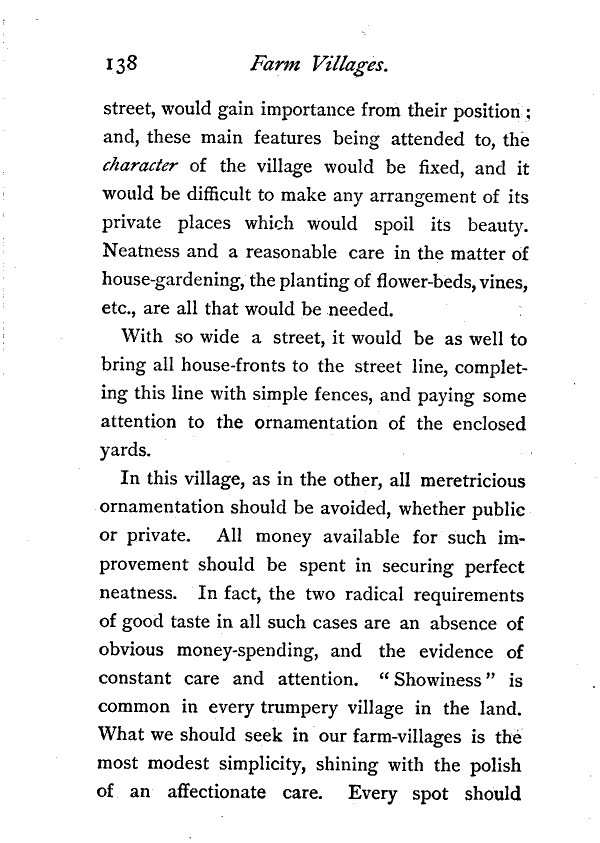 138 Farm Villages.
street, would gain importance from their position ;
and, these main features being attended to, the
character of the village would be fixed, and it
would be difficult to make any arrangement of its
private places which would spoil its beauty.
Neatness and a reasonable care in the matter of
house-gardening, the planting of flower-beds, vines,
etc., are all that would be needed.
With so wide a street, it would be as well to
bring all house-fronts to the street line, complet-
ing this line with simple fences, and paying some
attention to the ornamentation of the enclosed
yards.
In this village, as in the other, all meretricious
ornamentation should be avoided, whether public
or private. All money available for such im-
provement should be spent in securing perfect
neatness. In fact, the two radical requirements
of good taste in all such cases are an absence of
obvious money-spending, and the evidence of
constant care and attention. “Showiness” is
common in every trumpery village in the land.
What we should seek in our farm-villages is the
most modest simplicity, shining with the polish
of an affectionate care. Every spot should